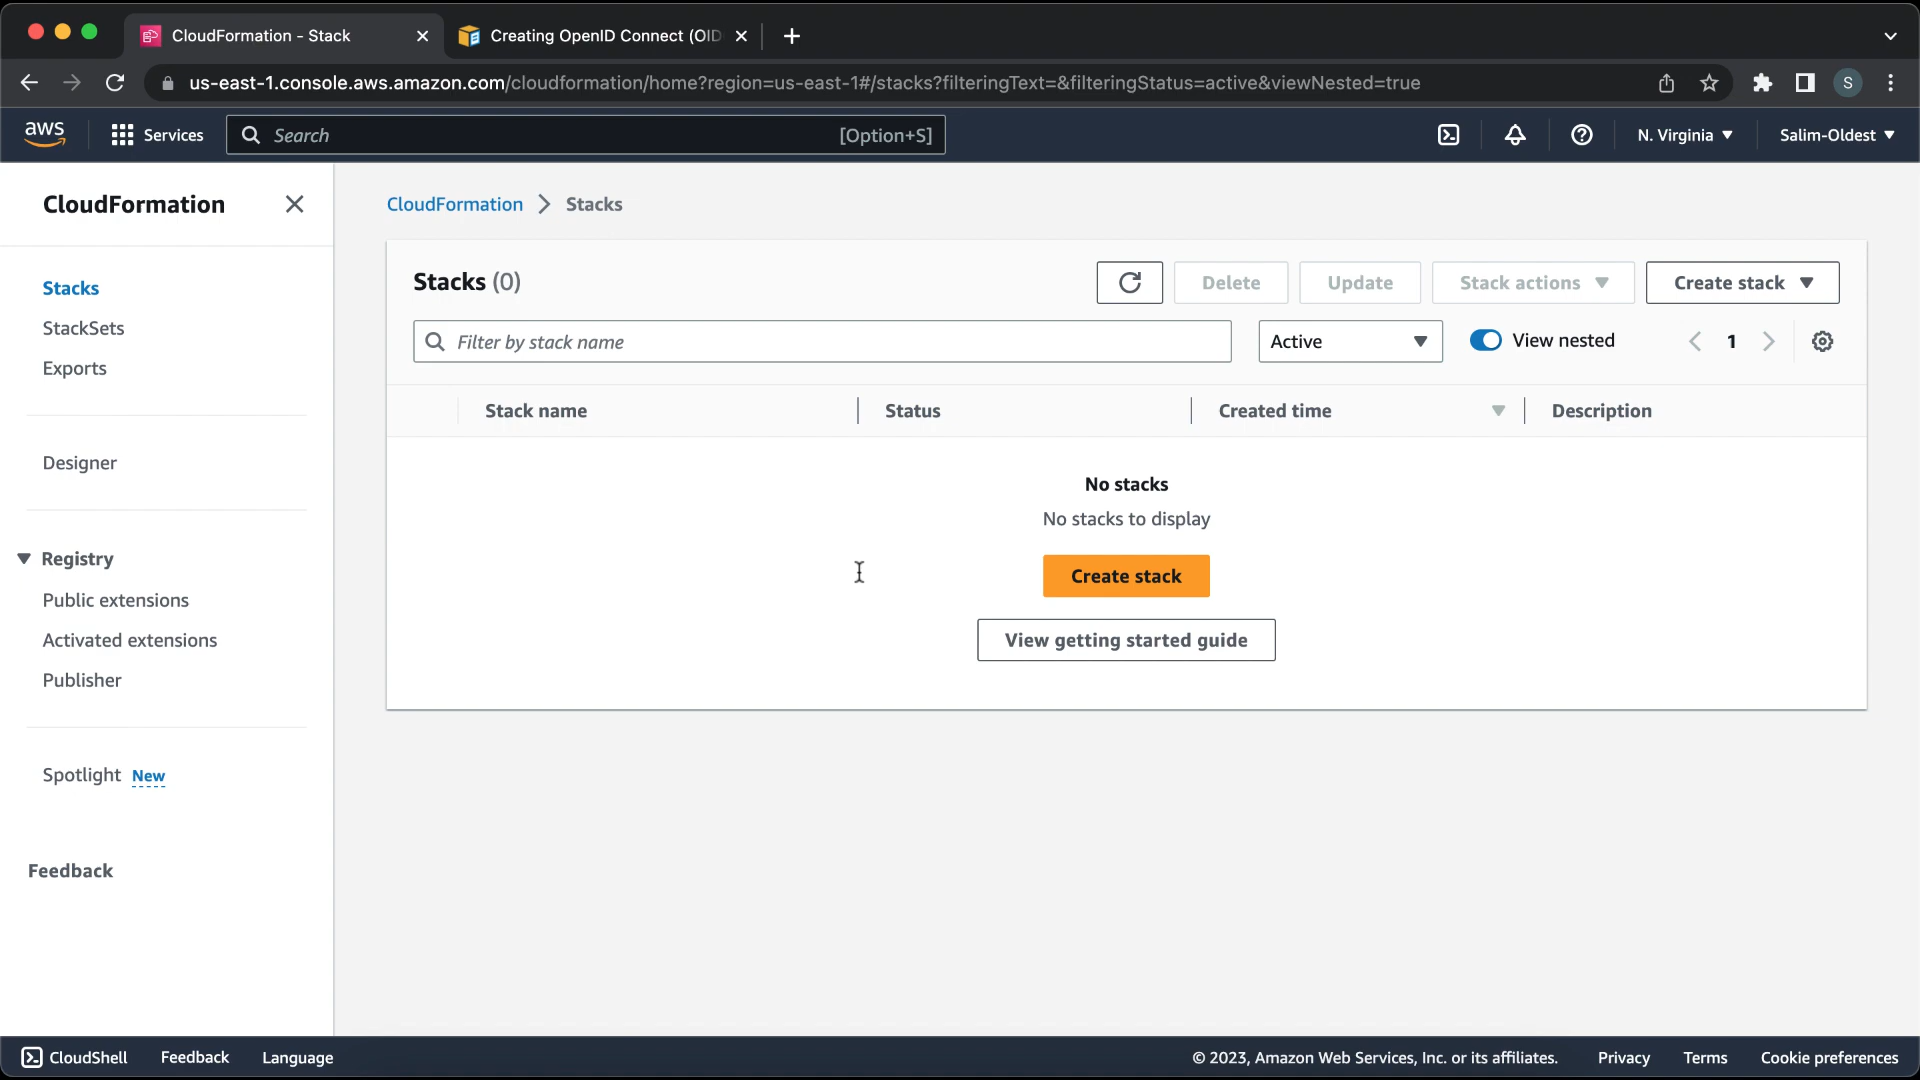 CloudFormation - Stack
Creating OpenID Connect (OID
us-east-1.console.aws.amazon.com/cloudformation/home?region=us-east-1#/stacks?filteringText=&filteringStatus=active&viewNested=true
S
aws
Services
Search
[Option+S]
N. Virginia
Salim-Oldest
CloudFormation
Stacks
StackSets
Exports
Designer
Registry
Public extensions
Activated extensions
Publisher
Spotlight New
Feedback
CloudFormation > Stacks
Stacks (0)
Delete
Update
Stack actions
Create stack
Filter by stack name
Active
View nested
1
Stack name
Status
Created time
Description
No stacks
No stacks to display
Create stack
View getting started guide
CloudShell
Feedback
Language
© 2023, Amazon Web Services, Inc. or its affiliates.
Privacy
Terms
Cookie preferences